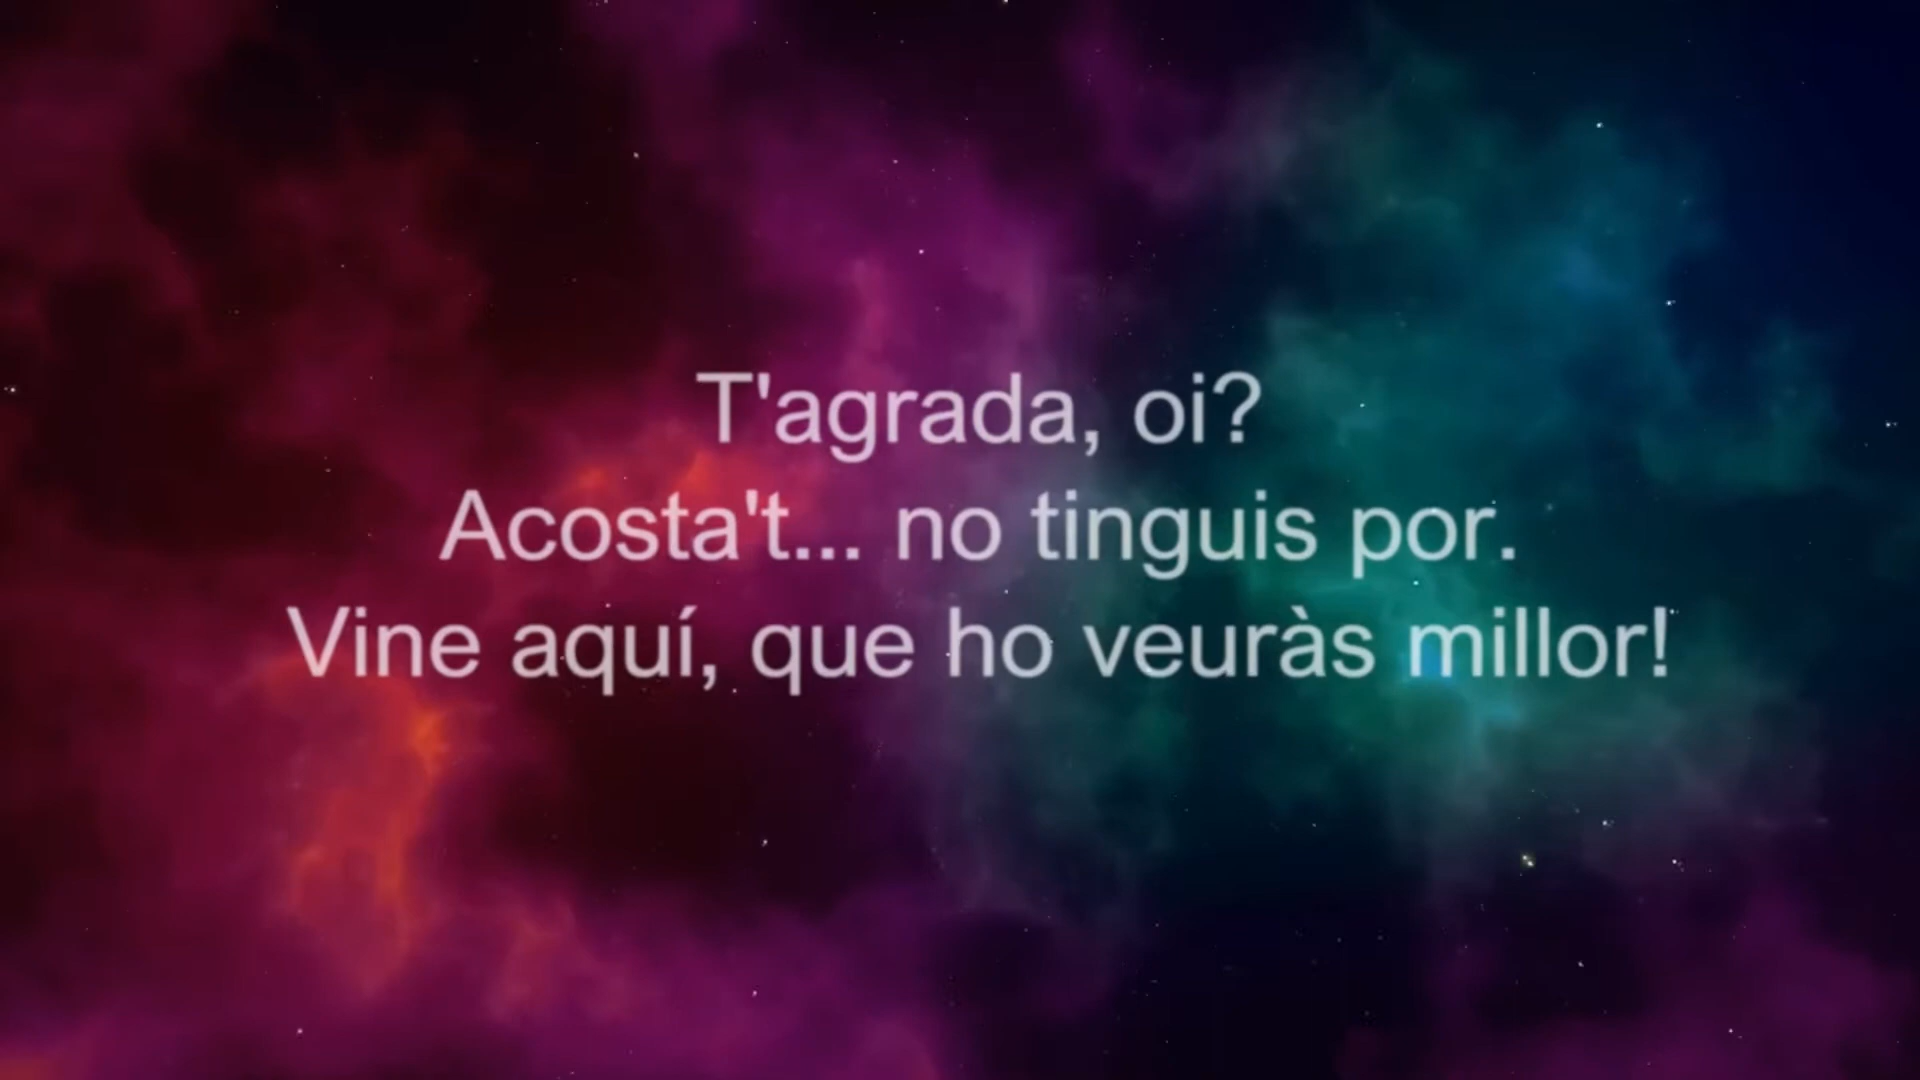 T'agrada, oi?
Acosta't... no tinguis por.
Vine aquí, que ho veuràs millor!